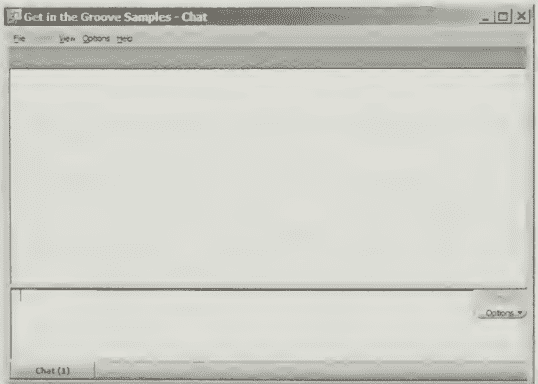 Get in the Groove Samples - Chat
File View Options Help
Options
Chat (1)